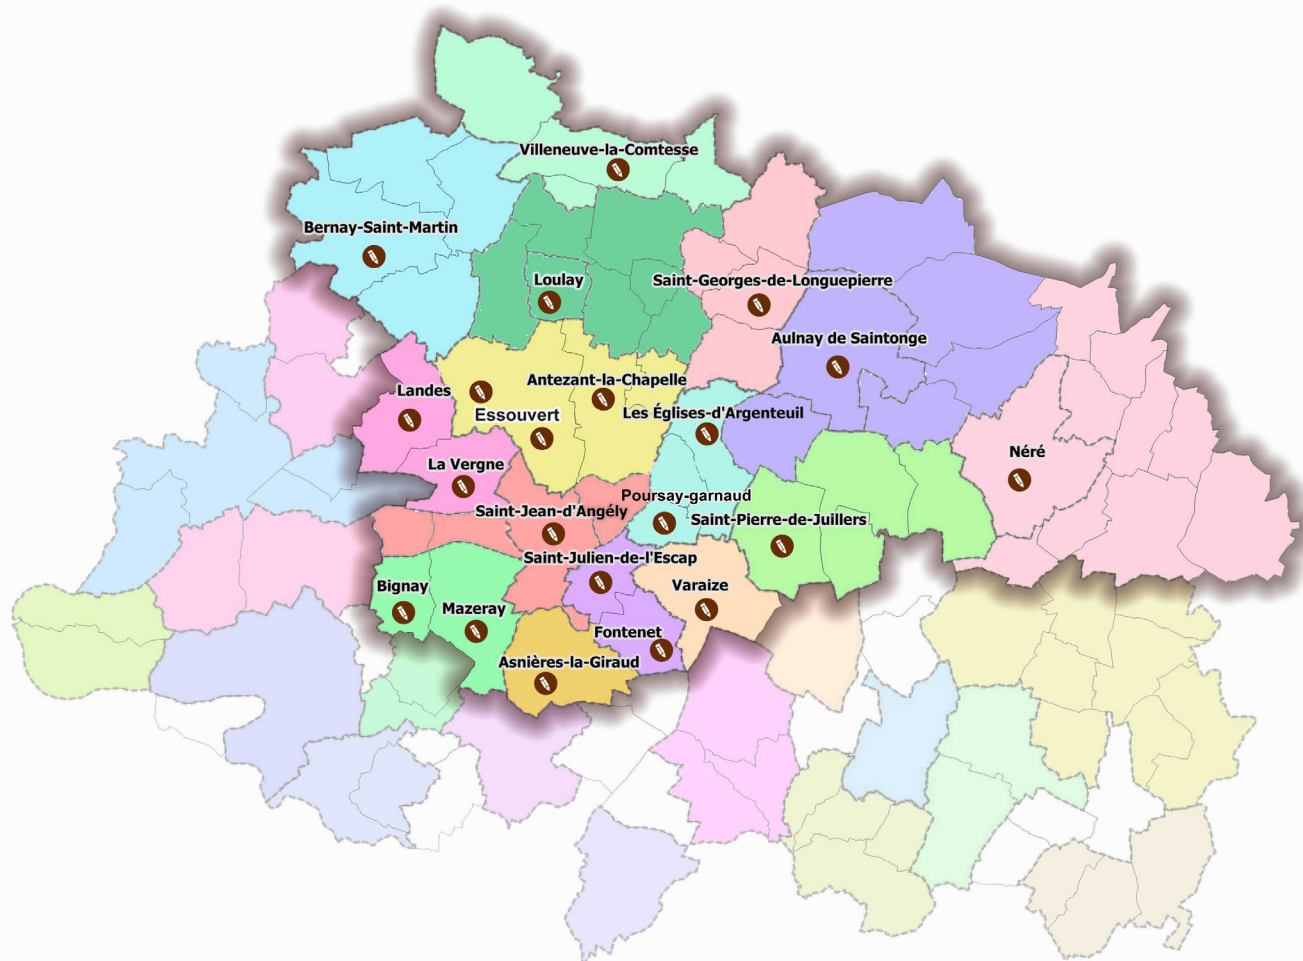 Villeneuve-la-Comtesse
Bernay-Saint-Martin
Loulay
Saint-Georges-de-Longuepierre
Aulnay de Saintonge
Landes
Antezant-la-Chapelle
Essouvert
Les Églises-d'Argenteuil
Néré
La Vergne
Poursay-garnaud
Saint-Jean-d'Angély
Saint-Pierre-de-Juillers
Saint-Julien-de-l'Escap
Bignay
Varaize
Mazeray
Fontenet
Asnières-la-Giraud